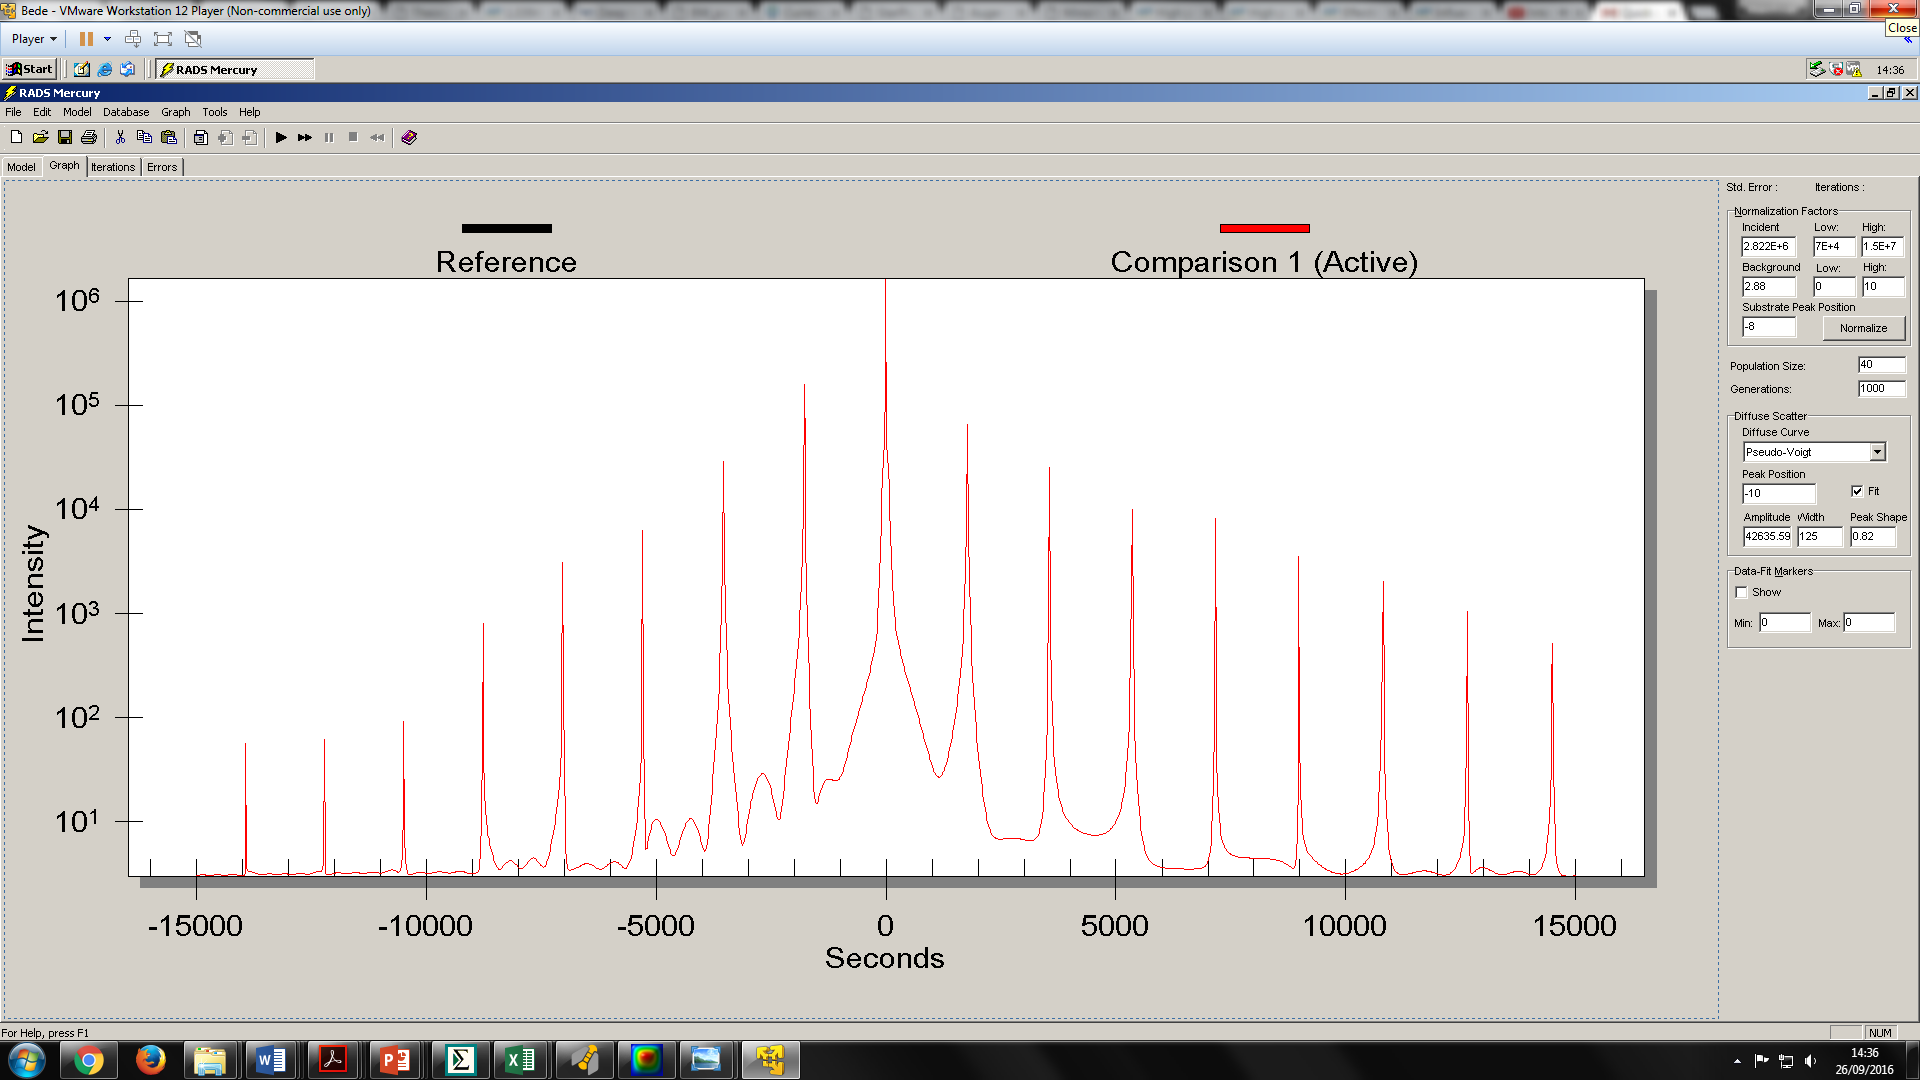 Bede - VMware Workstation 12 Player (Non-commercial use only)
Close
Player
Start
RADS Mercury
14:36
RADS Mercury
File Edit Model Database Graph Tools Help
Model Graph Iterations Errors
Std. Error : Iterations :
Normalization Factors
Incident Low: High:
2.822E+6 7E+4 1.5E+7
Background Low: High:
2.88 0 10
Substrate Peak Position
-8 Normalize
Population Size: 40
Generations: 1000
Diffuse Scatter
Diffuse Curve
Pseudo-Voigt
Peak Position
-10 Fit
Amplitude Width Peak Shape
42635.59 125 0.82
Data-Fit Markers
Show
Min: 0 Max: 0
Reference
Comparison 1 (Active)
10⁶
10⁵
10⁴
10³
10²
10¹
Intensity
-15000 -10000 -5000 0 5000 10000 15000
Seconds
For Help, press F1
NUM
14:36
26/09/2016